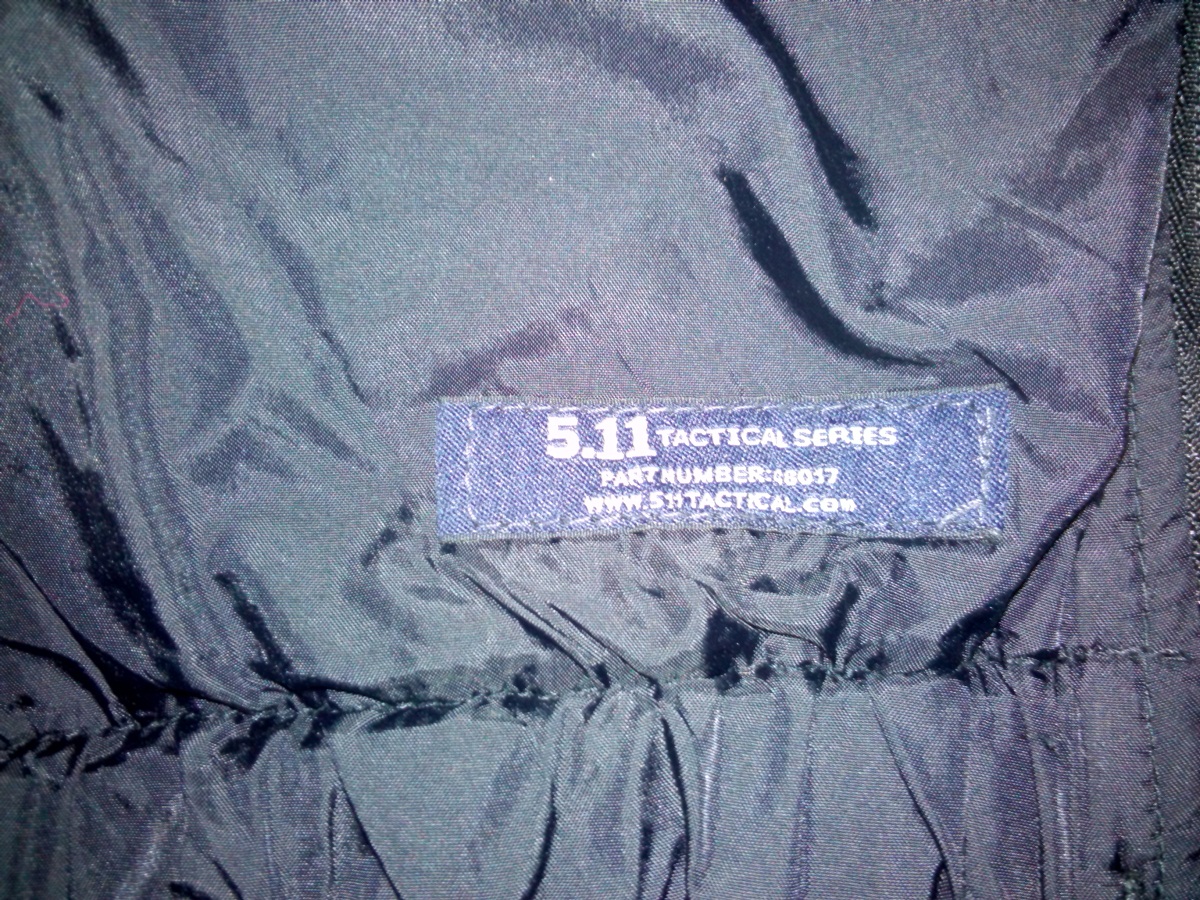 5.11 TACTICAL SERIES
PART NUMBER: 48017
WWW.511TACTICAL.COM